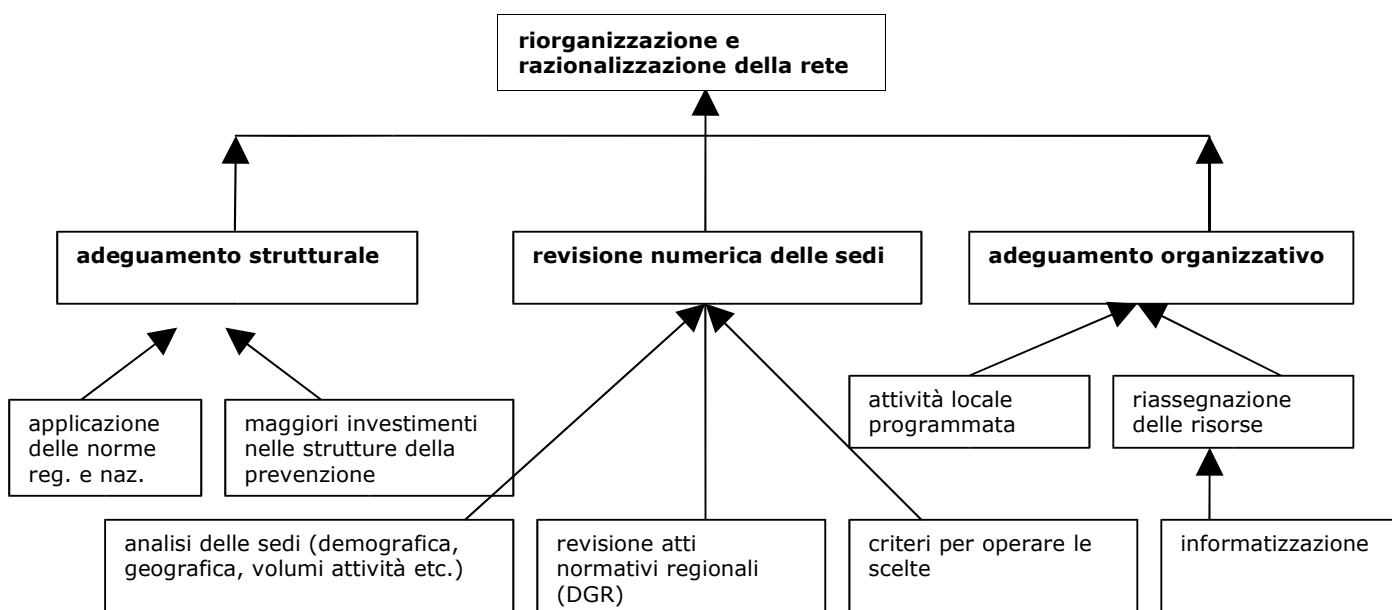 riorganizzazione e
razionalizzazione della rete
adeguamento strutturale
revisione numerica delle sedi
adeguamento organizzativo
applicazione
delle norme
reg. e naz.
maggiori investimenti
nelle strutture della
prevenzione
attività locale
programmata
riassegnazione
delle risorse
analisi delle sedi (demografica,
geografica, volumi attività etc.)
revisione atti
normativi regionali
(DGR)
criteri per operare le
scelte
informatizzazione